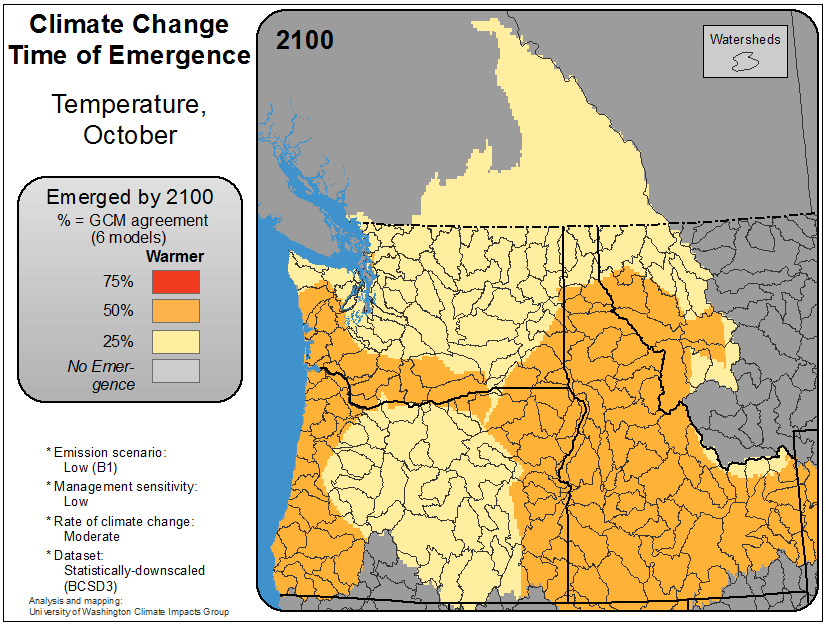 Climate Change
Time of Emergence
Temperature,
October
Emerged by 2100
% = GCM agreement
(6 models)
Warmer
75%
50%
25%
No Emer-
gence
* Emission scenario:
Low (B1)
* Management sensitivity:
Low
* Rate of climate change:
Moderate
* Dataset:
Statistically-downscaled
(BCSD3)
Analysis and mapping:
University of Washington Climate Impacts Group
2100
Watersheds